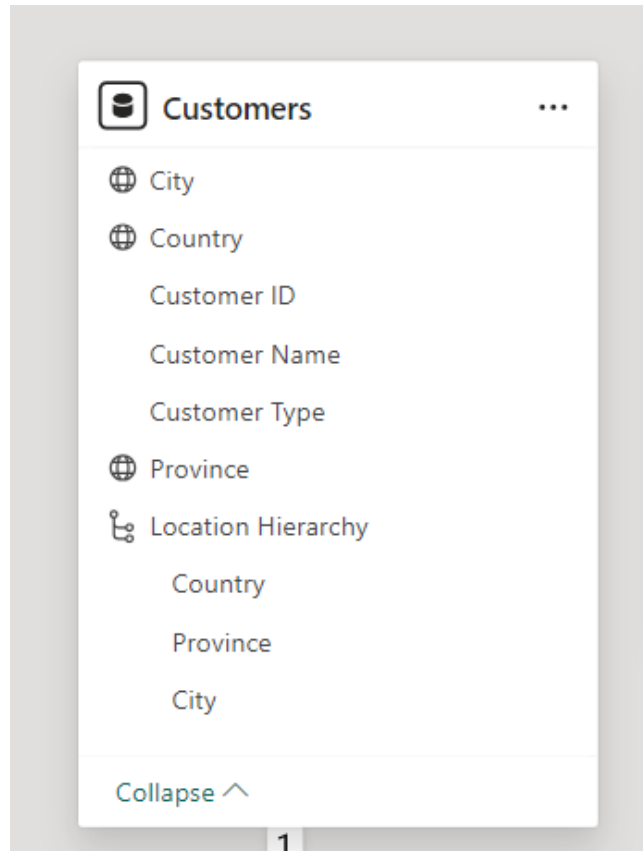 Customers
City
Country
Customer ID
Customer Name
Customer Type
Province
Location Hierarchy
Country
Province
City
Collapse
1